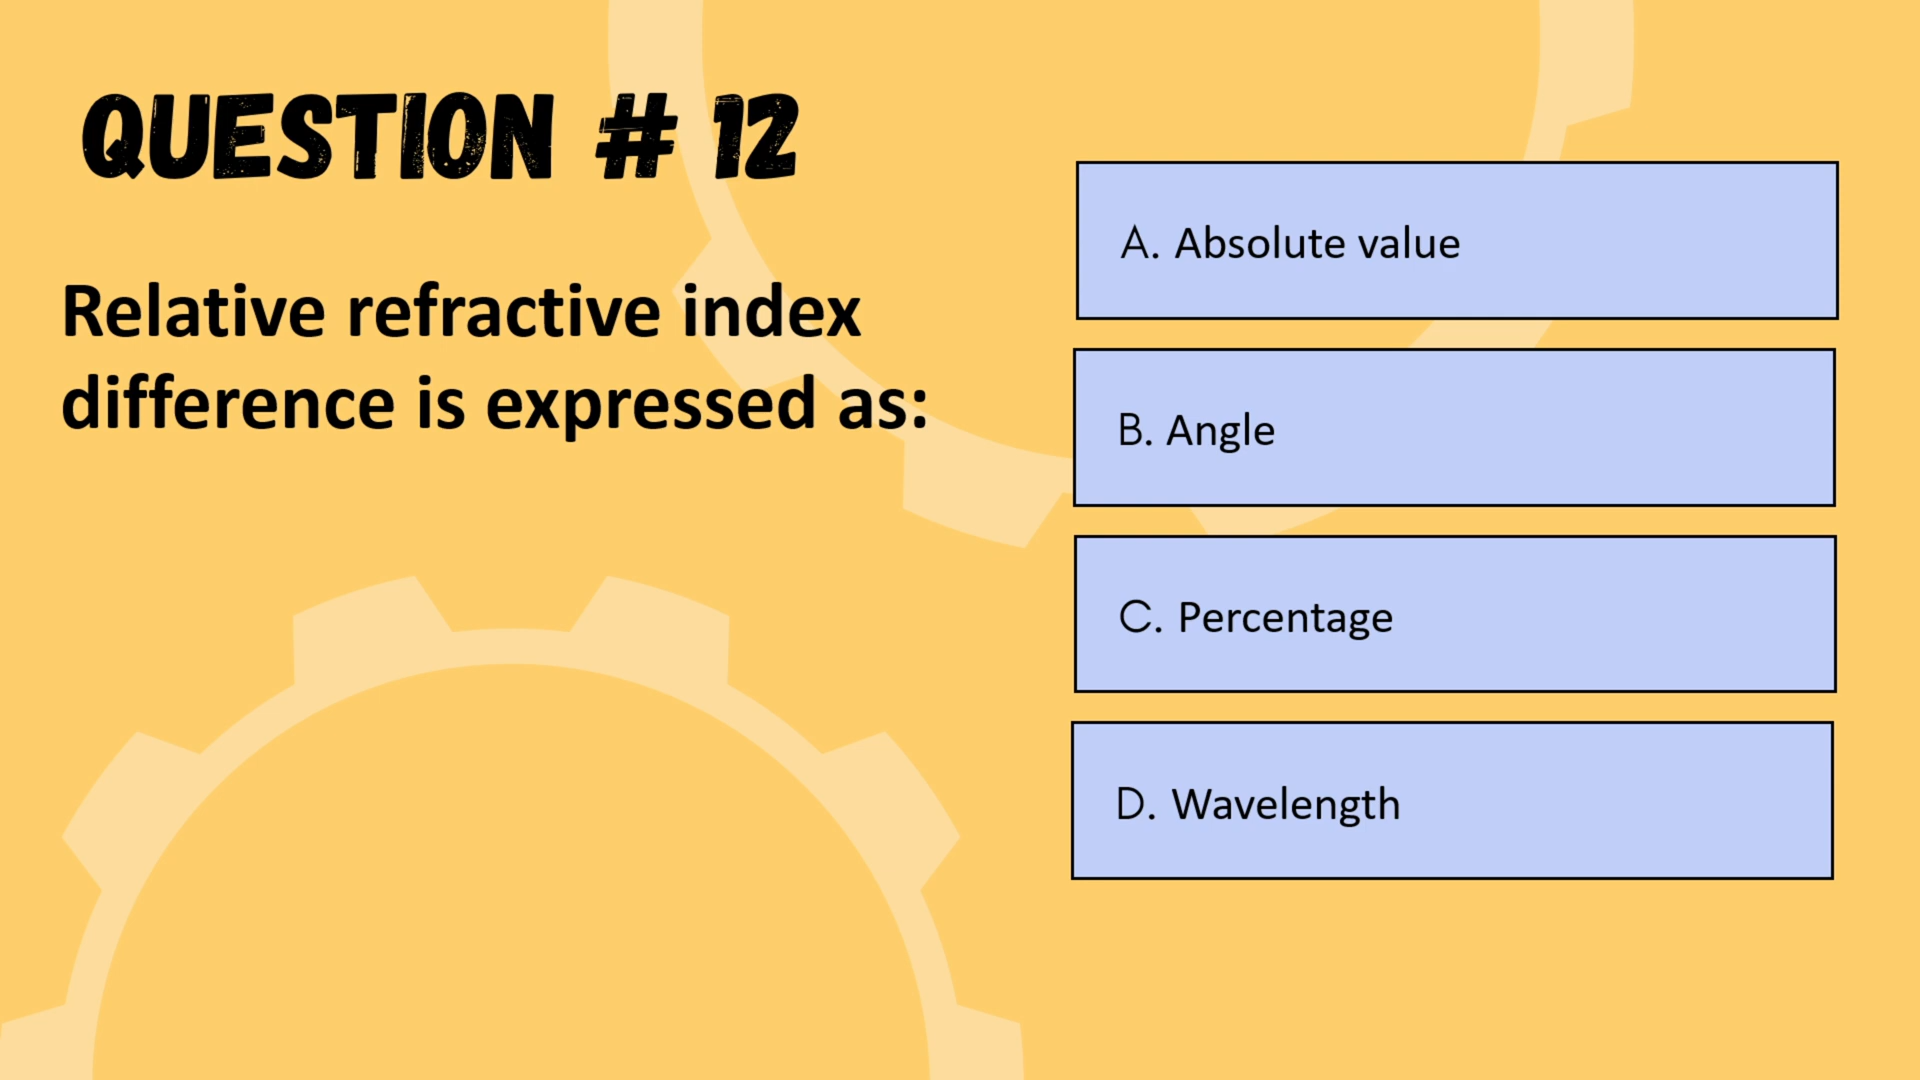 QUESTION # 12
Relative refractive index
difference is expressed as:
A. Absolute value
B. Angle
C. Percentage
D. Wavelength